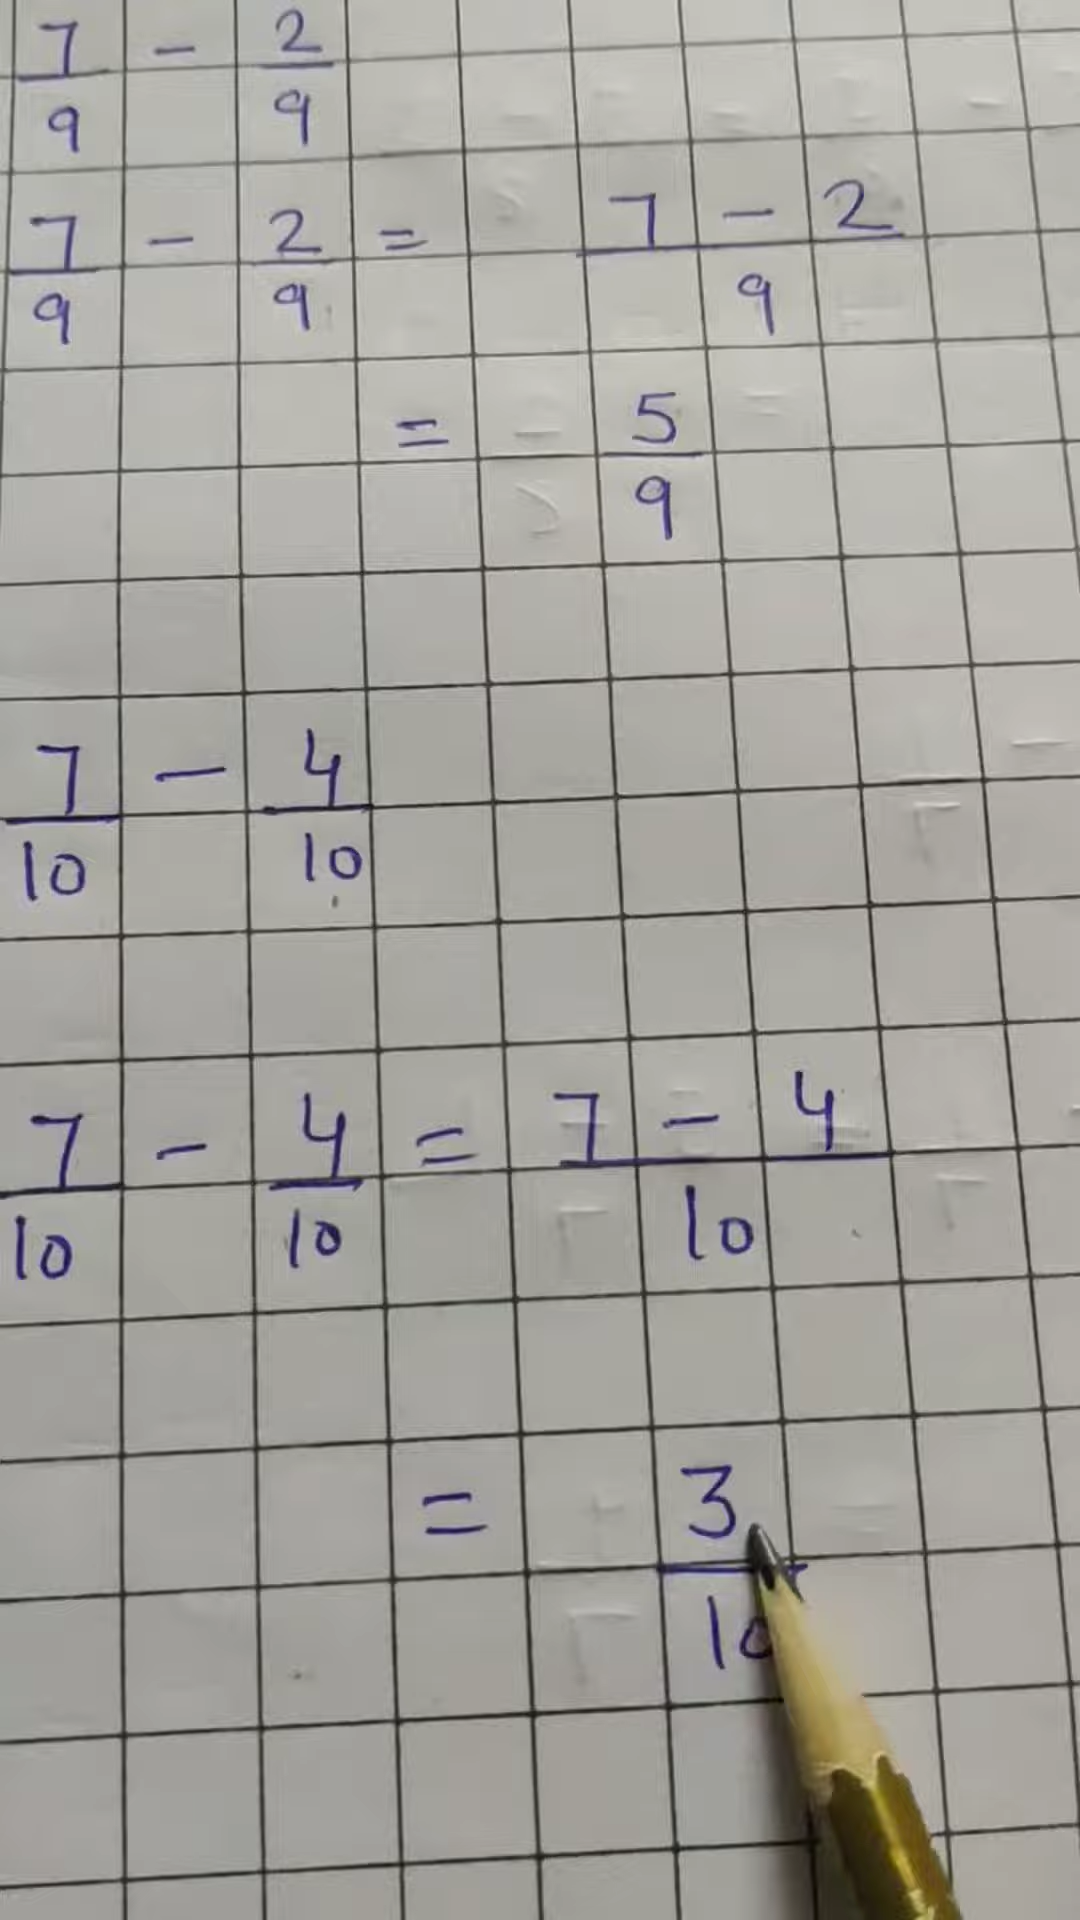 7/9 - 2/9
7/9 - 2/9 = 7 - 2/9
= 5/9
7/10 - 4/10
7/10 - 4/10 = 7 - 4/10
= 3/10